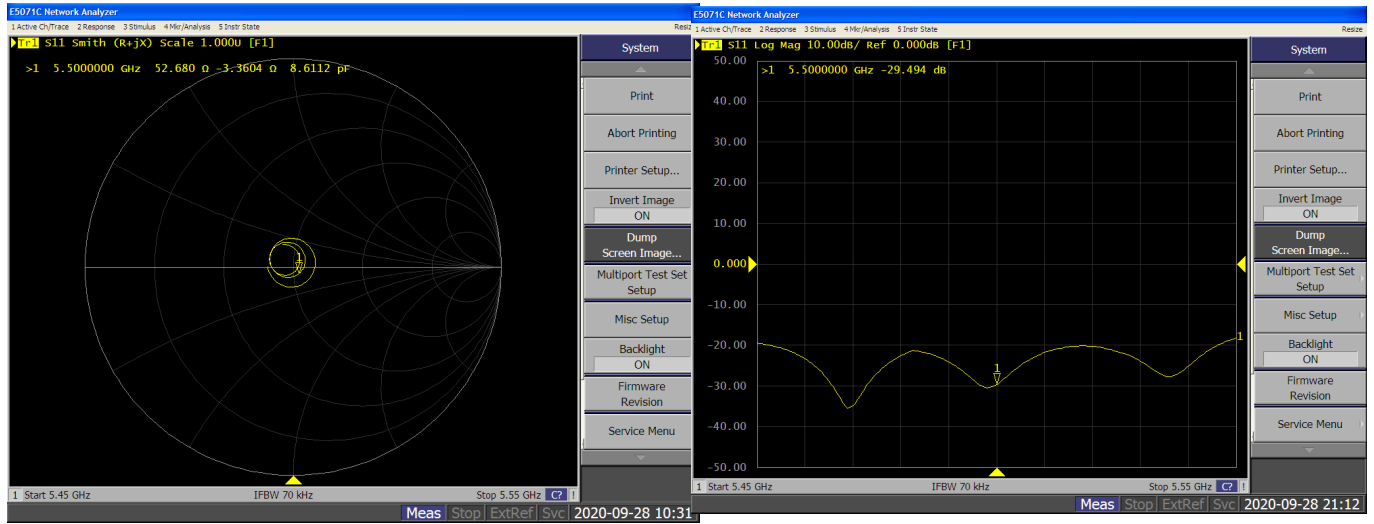 E5071C Network Analyzer
1 Active Ch/Trace 2 Response 3 Stimulus 4 Mkr/Analysis 5 Instr State
Resiz
Tr1 S11 Smith (R+jX) Scale 1.000U [F1]
>1 5.5000000 GHz 52.680 Ω -3.3604 Ω 8.6112 pF
1
System
Print
Abort Printing
Printer Setup...
Invert Image
ON
Dump
Screen Image...
Multiport Test Set
Setup
Misc Setup
Backlight
ON
Firmware
Revision
Service Menu
1 Start 5.45 GHz
IFBW 70 kHz
Stop 5.55 GHz C? !
Meas Stop ExtRef Svc 2020-09-28 10:31
E5071C Network Analyzer
1 Active Ch/Trace 2 Response 3 Stimulus 4 Mkr/Analysis 5 Instr State
Resize
Tr1 S11 Log Mag 10.00dB/ Ref 0.000dB [F1]
50.00
>1 5.5000000 GHz -29.494 dB
40.00
30.00
20.00
10.00
0.000
-10.00
-20.00
-30.00
-40.00
-50.00
1
1
System
Print
Abort Printing
Printer Setup...
Invert Image
ON
Dump
Screen Image...
Multiport Test Set
Setup
Misc Setup
Backlight
ON
Firmware
Revision
Service Menu
1 Start 5.45 GHz
IFBW 70 kHz
Stop 5.55 GHz C? !
Meas Stop ExtRef Svc 2020-09-28 21:12